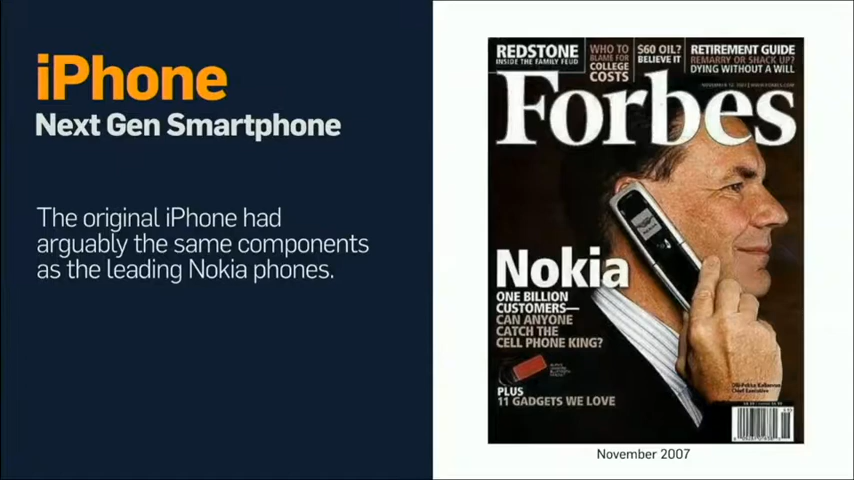 iPhone
Next Gen Smartphone
The original iPhone had
arguably the same components
as the leading Nokia phones.
REDSTONE
INSIDE THE FAMILY FEUD
WHO TO
BLAME FOR
COLLEGE
COSTS
$60 OIL?
BELIEVE IT
RETIREMENT GUIDE
REMARRY OR SHACK UP?
DYING WITHOUT A WILL
Forbes
Nokia
ONE BILLION
CUSTOMERS—
CAN ANYONE
CATCH THE
CELL PHONE KING?
PLUS
11 GADGETS WE LOVE
Chief Executive
November 2007